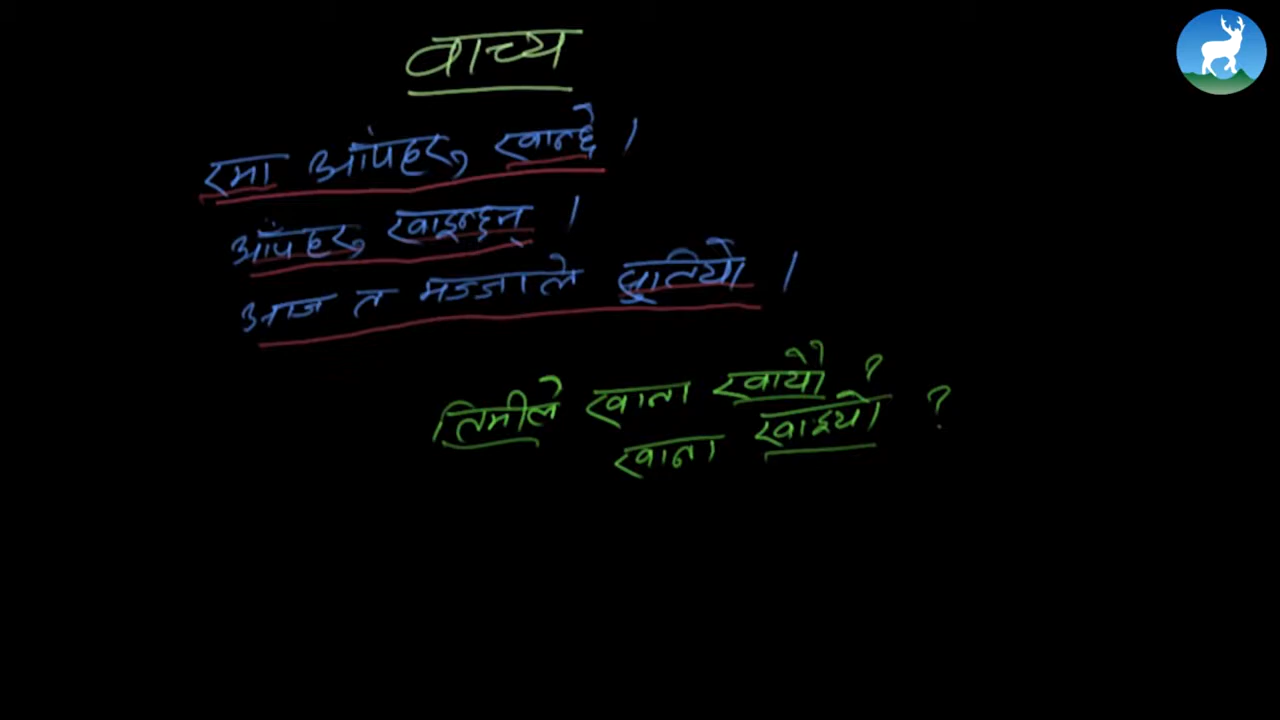 वाच्य
रमा आँपहरू खान्छे ।
आँपहरू खाइन्छन् ।
आज त मज्जाले सुतियो ।
तिमीले खाना खायौ ?
खाना खाइयो ?